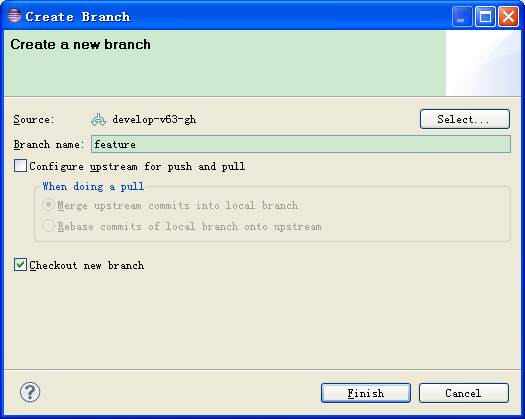 Create Branch
Create a new branch
Source: develop-v63-gh Select...
Branch name: feature
Configure upstream for push and pull
When doing a pull
Merge upstream commits into local branch
Rebase commits of local branch onto upstream
Checkout new branch
? Finish Cancel